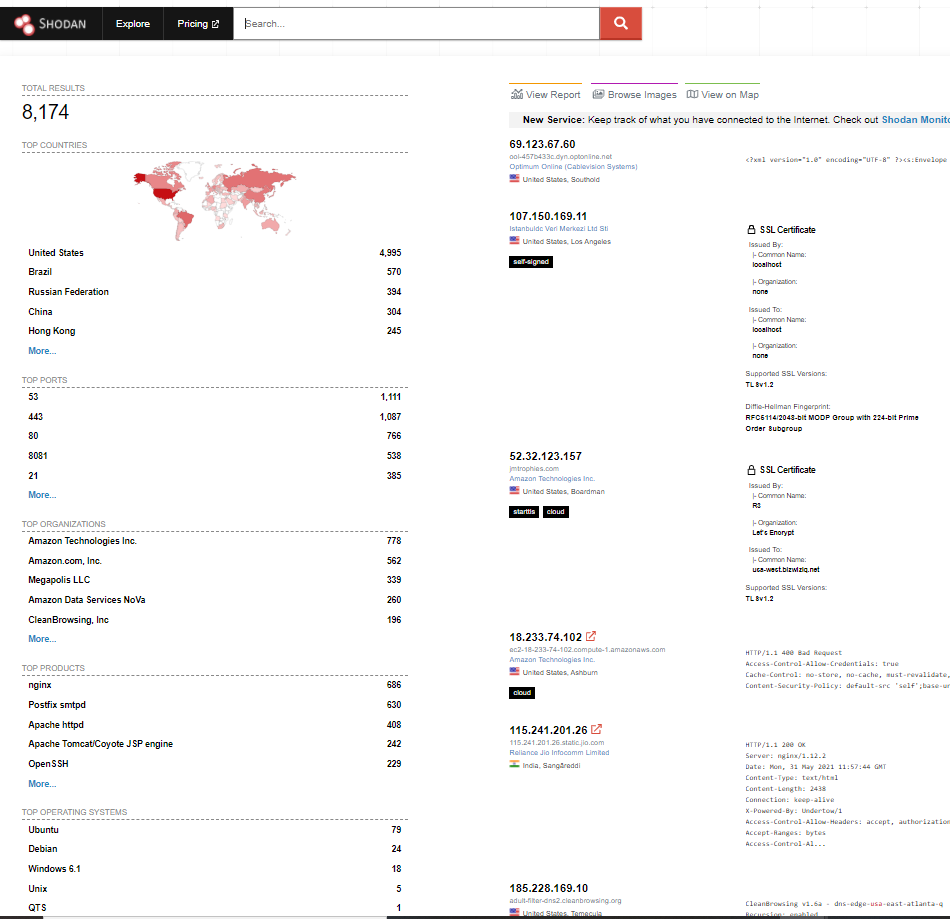 SHODAN
Explore
Pricing
Search...
TOTAL RESULTS
8,174
TOP COUNTRIES
United States 4,995
Brazil 570
Russian Federation 394
China 304
Hong Kong 245
More...
TOP PORTS
53 1,111
443 1,087
80 766
8081 538
21 385
More...
TOP ORGANIZATIONS
Amazon Technologies Inc. 778
Amazon.com, Inc. 562
Megapolis LLC 339
Amazon Data Services NoVa 260
CleanBrowsing, Inc 196
More...
TOP PRODUCTS
nginx 686
Postfix smtpd 630
Apache httpd 408
Apache Tomcat/Coyote JSP engine 242
OpenSSH 229
More...
TOP OPERATING SYSTEMS
Ubuntu 79
Debian 24
Windows 6.1 18
Unix 5
QTS 1
View Report Browse Images View on Map
New Service: Keep track of what you have connected to the Internet. Check out Shodan Monito
69.123.67.60
ool-457b433c.dyn.optonline.net
Optimum Online (Cablevision Systems)
United States, Southold
<?xml version="1.0" encoding="UTF-8" ?><s:Envelope
107.150.169.11
Istanbuldc Veri Merkezi Ltd Sti
United States, Los Angeles
self-signed
SSL Certificate
Issued By:
|- Common Name:
localhost
|- Organization:
none
Issued To:
|- Common Name:
localhost
|- Organization:
none
Supported SSL Versions:
TLSv1.2
Diffie-Hellman Fingerprint:
RFC5114/2048-bit MODP Group with 224-bit Prime
Order Subgroup
52.32.123.157
jmtrophies.com
Amazon Technologies Inc.
United States, Boardman
starttls cloud
SSL Certificate
Issued By:
|- Common Name:
R3
|- Organization:
Let's Encrypt
Issued To:
|- Common Name:
usa-west.bizwiziq.net
Supported SSL Versions:
TLSv1.2
18.233.74.102
ec2-18-233-74-102.compute-1.amazonaws.com
Amazon Technologies Inc.
United States, Ashburn
cloud
HTTP/1.1 400 Bad Request
Access-Control-Allow-Credentials: true
Cache-Control: no-store, no-cache, must-revalidate,
Content-Security-Policy: default-src 'self';base-ur
115.241.201.26
115.241.201.26.static.jio.com
Reliance Jio Infocomm Limited
India, Sangāreddi
HTTP/1.1 200 OK
Server: nginx/1.12.2
Date: Mon, 31 May 2021 11:57:44 GMT
Content-Type: text/html
Content-Length: 2438
Connection: keep-alive
X-Powered-By: Undertow/1
Access-Control-Allow-Headers: accept, authorization
Accept-Ranges: bytes
Access-Control-Al...
185.228.169.10
adult-filter-dns2.cleanbrowsing.org
United States, Temecula
CleanBrowsing v1.6a - dns-edge-usa-east-atlanta-q
Recursion: enabled